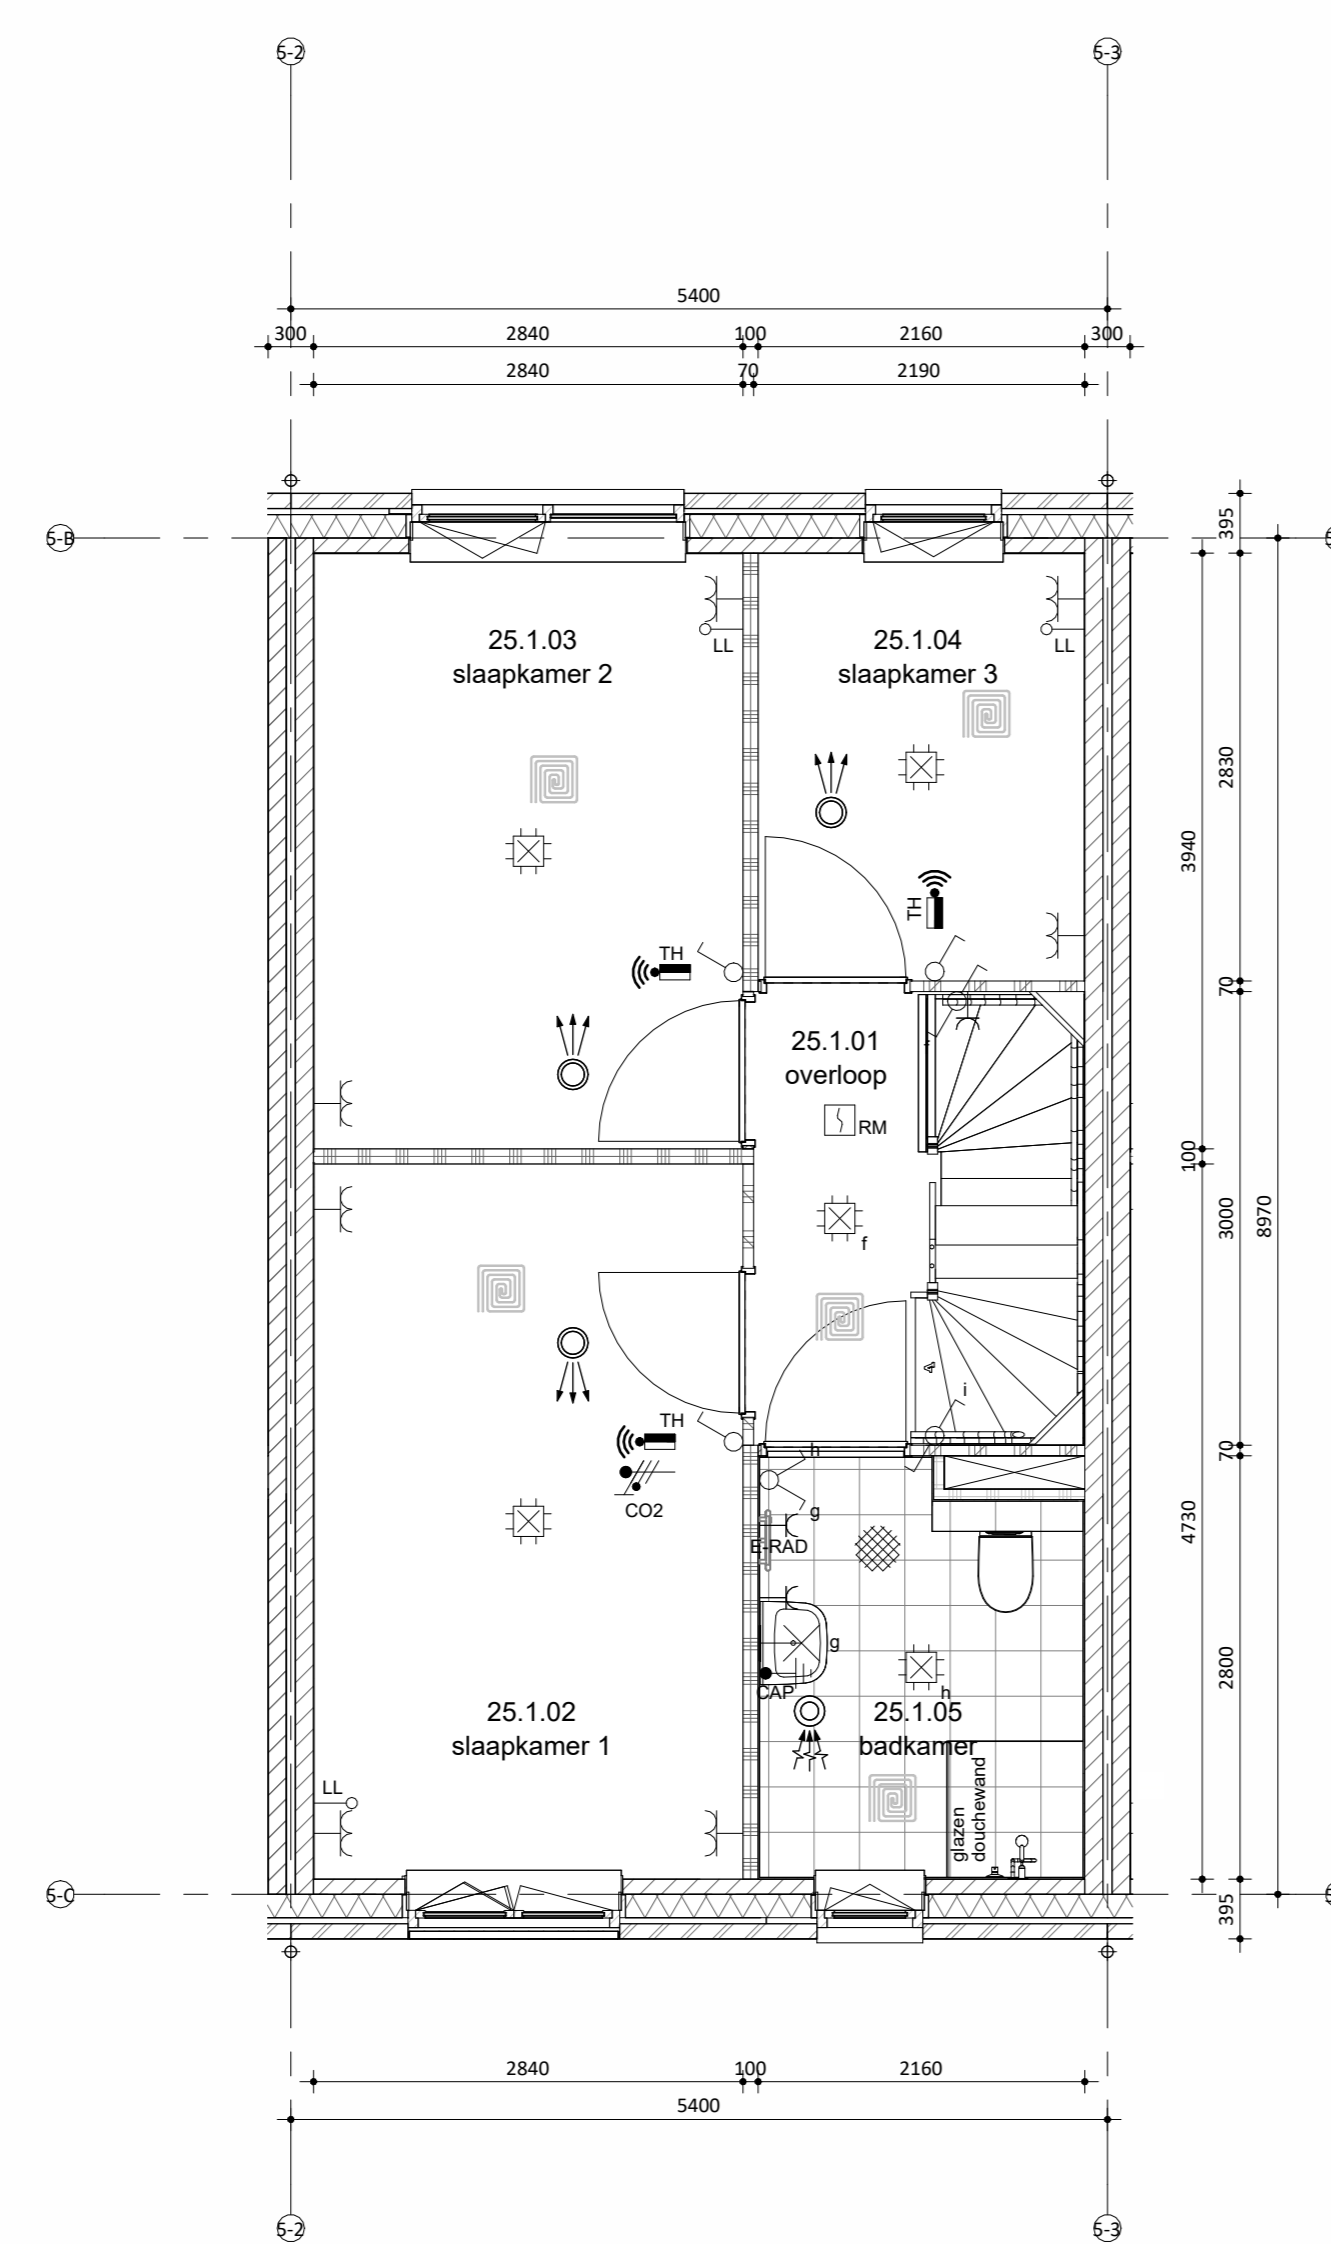 5-2
5-3
5400
300
2840
100
2160
300
2840
70
2190
5-B
395
LL
LL
25.1.03
slaapkamer 2
25.1.04
slaapkamer 3
2830
3940
TH
TH
70
25.1.01
overloop
RM
f
100
3000
8970
A
i
TH
CO2
h
g
70
E-RAD
4730
g
CAP
h
2800
25.1.02
slaapkamer 1
25.1.05
badkamer
LL
glazen
douchewand
5-C
395
2840
100
2160
5400
5-2
5-3